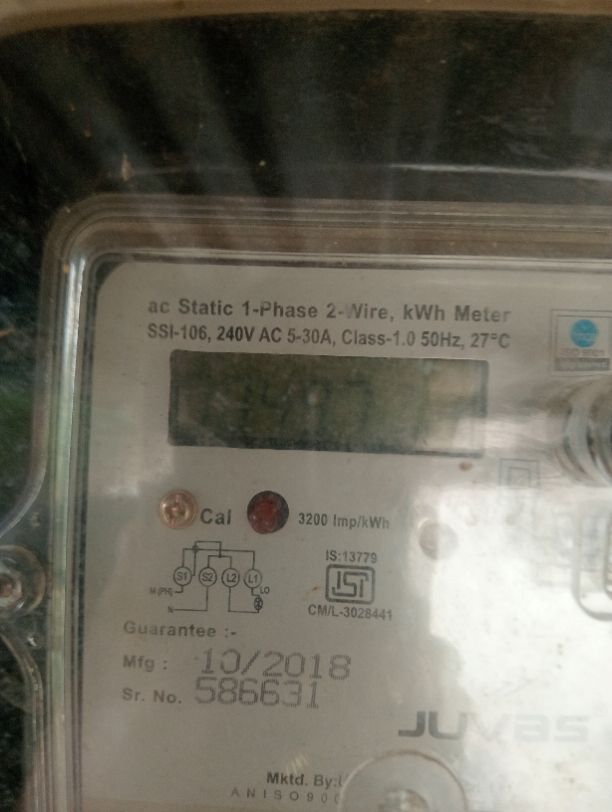 ac Static 1-Phase 2-Wire, kWh Meter
SSI-106, 240V AC 5-30A, Class-1.0 50Hz, 27°C
Cal 3200 Imp/kWh
IS:13779
S1 S2 L2 L1
M (PH) LO
N
CM/L-3028441
Guarantee :-
Mfg : 10/2018
Sr. No. 586631
JUVAS
Mktd. By: